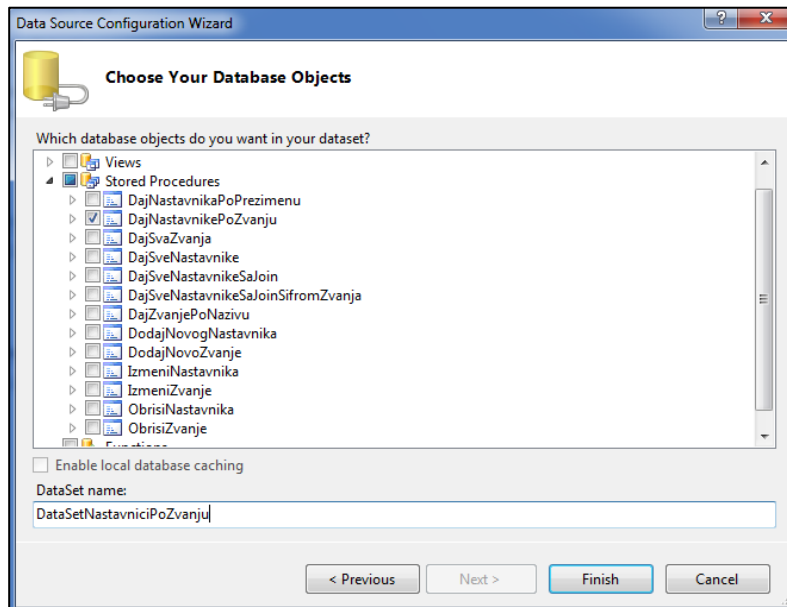 Data Source Configuration Wizard
Choose Your Database Objects
Which database objects do you want in your dataset?
Views
Stored Procedures
DajNastavnikaPoPrezimenu
DajNastavnikePoZvanju
DajSvaZvanja
DajSveNastavnike
DajSveNastavnikeSaJoin
DajSveNastavnikeSaJoinSifromZvanja
DajZvanjePoNazivu
DodajNovogNastavnika
DodajNovoZvanje
IzmeniNastavnika
IzmeniZvanje
ObrisiNastavnika
ObrisiZvanje
Functions
Enable local database caching
DataSet name:
DataSetNastavniciPoZvanju
< Previous Next > Finish Cancel